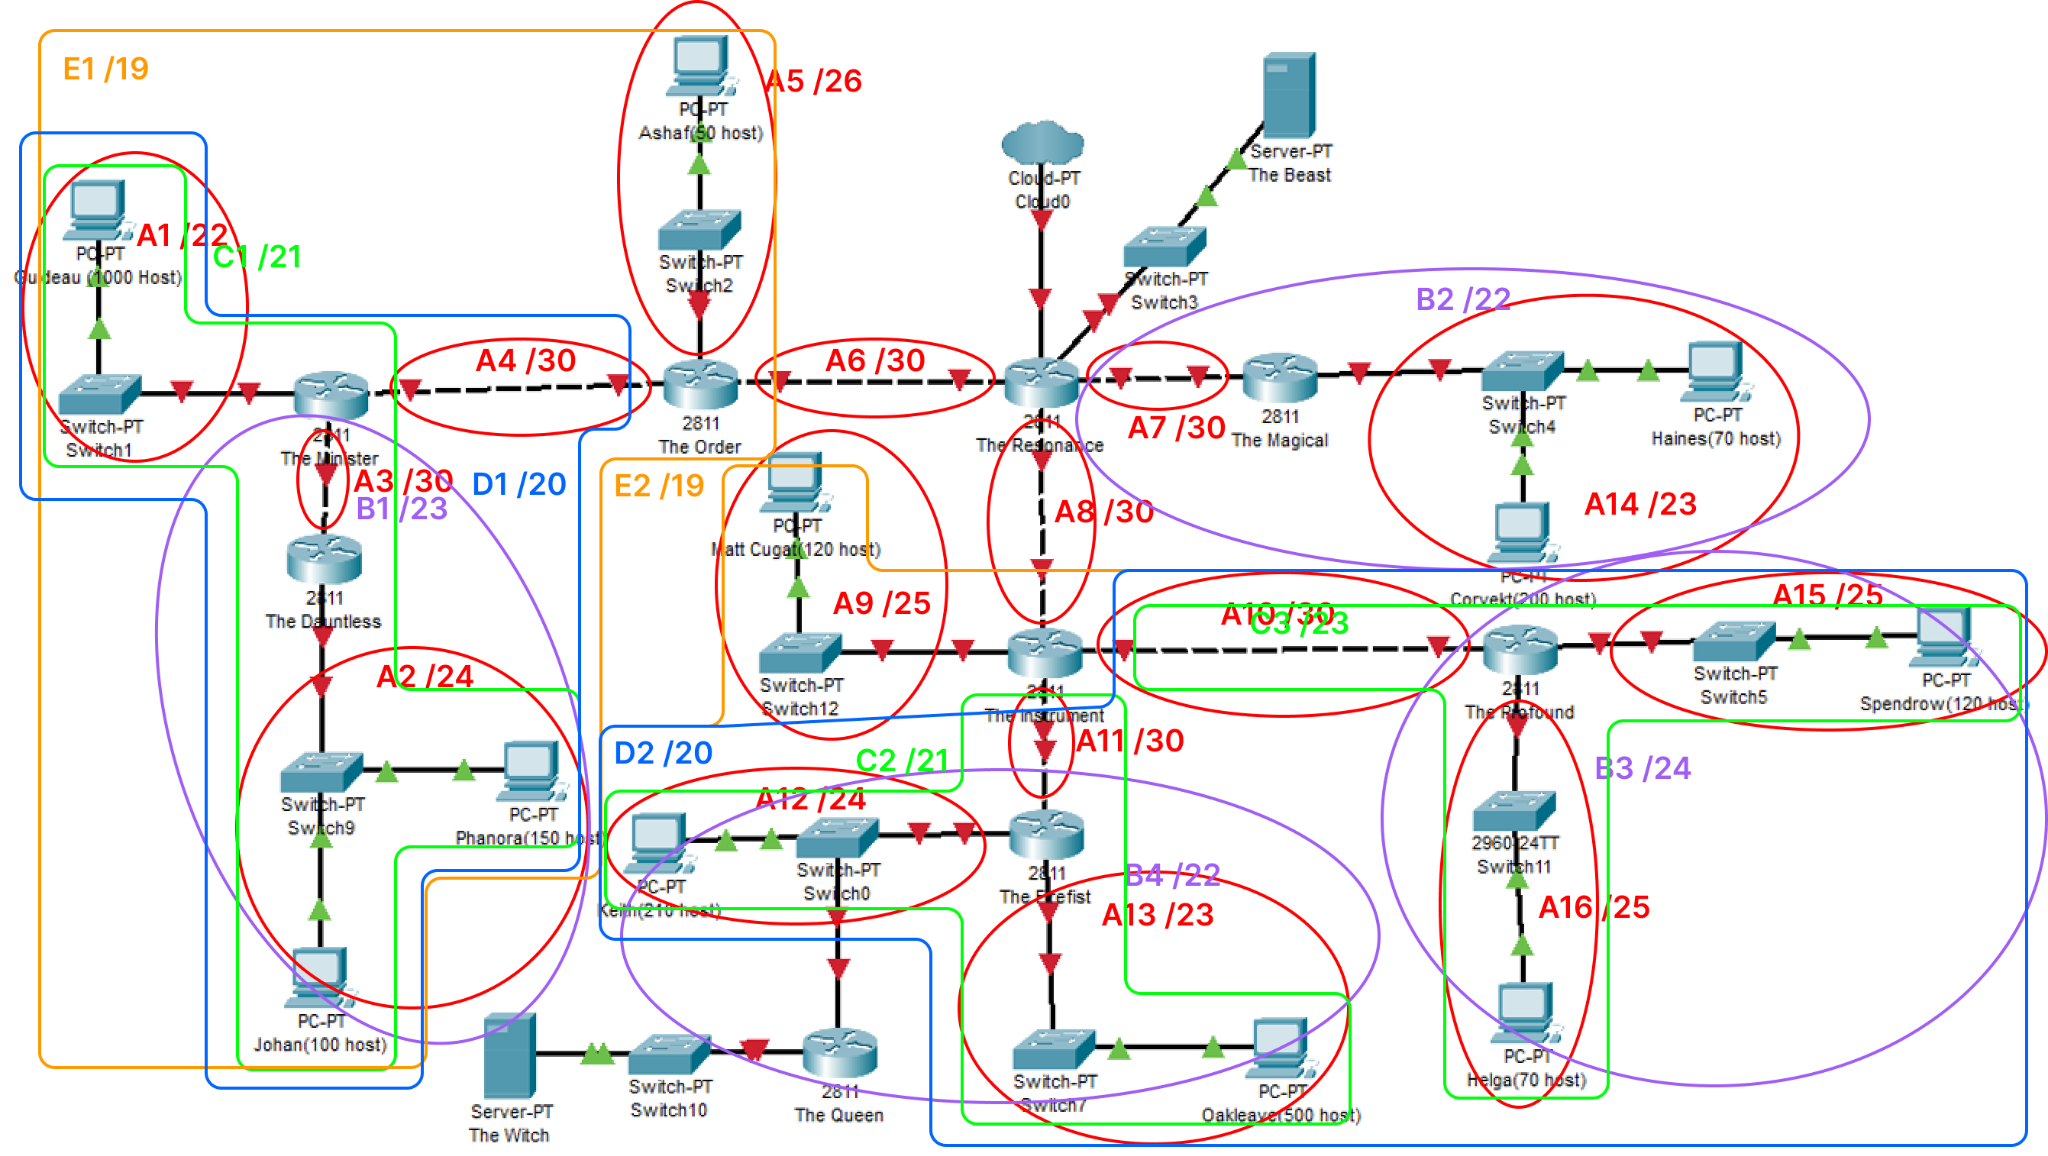 E1 /19
PC-PT
Ashaf(50 host)
A5 /26
Switch-PT
Switch2
Cloud-PT
Cloud0
Server-PT
The Beast
Switch-PT
Switch3
A1 /22
C1 /21
PC-PT
Guideau (1000 Host)
Switch-PT
Switch1
A4 /30
A6 /30
2811
The Minister
2811
The Order
2811
The Resonance
A7 /30
2811
The Magical
B2 /22
Switch-PT
Switch4
PC-PT
Haines(70 host)
A14 /23
PC-PT
Corvekt(200 host)
A3 /30
B1 /23
D1 /20
E2 /19
PC-PT
Matt Cugat(120 host)
A8 /30
A9 /25
Switch-PT
Switch12
2811
The Dauntless
A2 /24
A10 /30
C3 /23
A15 /25
2811
The Instrument
2811
The Profound
Switch-PT
Switch5
PC-PT
Spendrow(120 host)
D2 /20
C2 /21
A11 /30
B3 /24
A12 /24
Switch-PT
Switch9
PC-PT
Phanora(150 host)
PC-PT
Keith(210 host)
Switch-PT
Switch0
2811
The Firefist
B4 /22
A13 /23
2960-24TT
Switch11
A16 /25
PC-PT
Johan(100 host)
Server-PT
The Witch
Switch-PT
Switch10
2811
The Queen
Switch-PT
Switch7
PC-PT
Oakleave(500 host)
PC-PT
Helga(70 host)